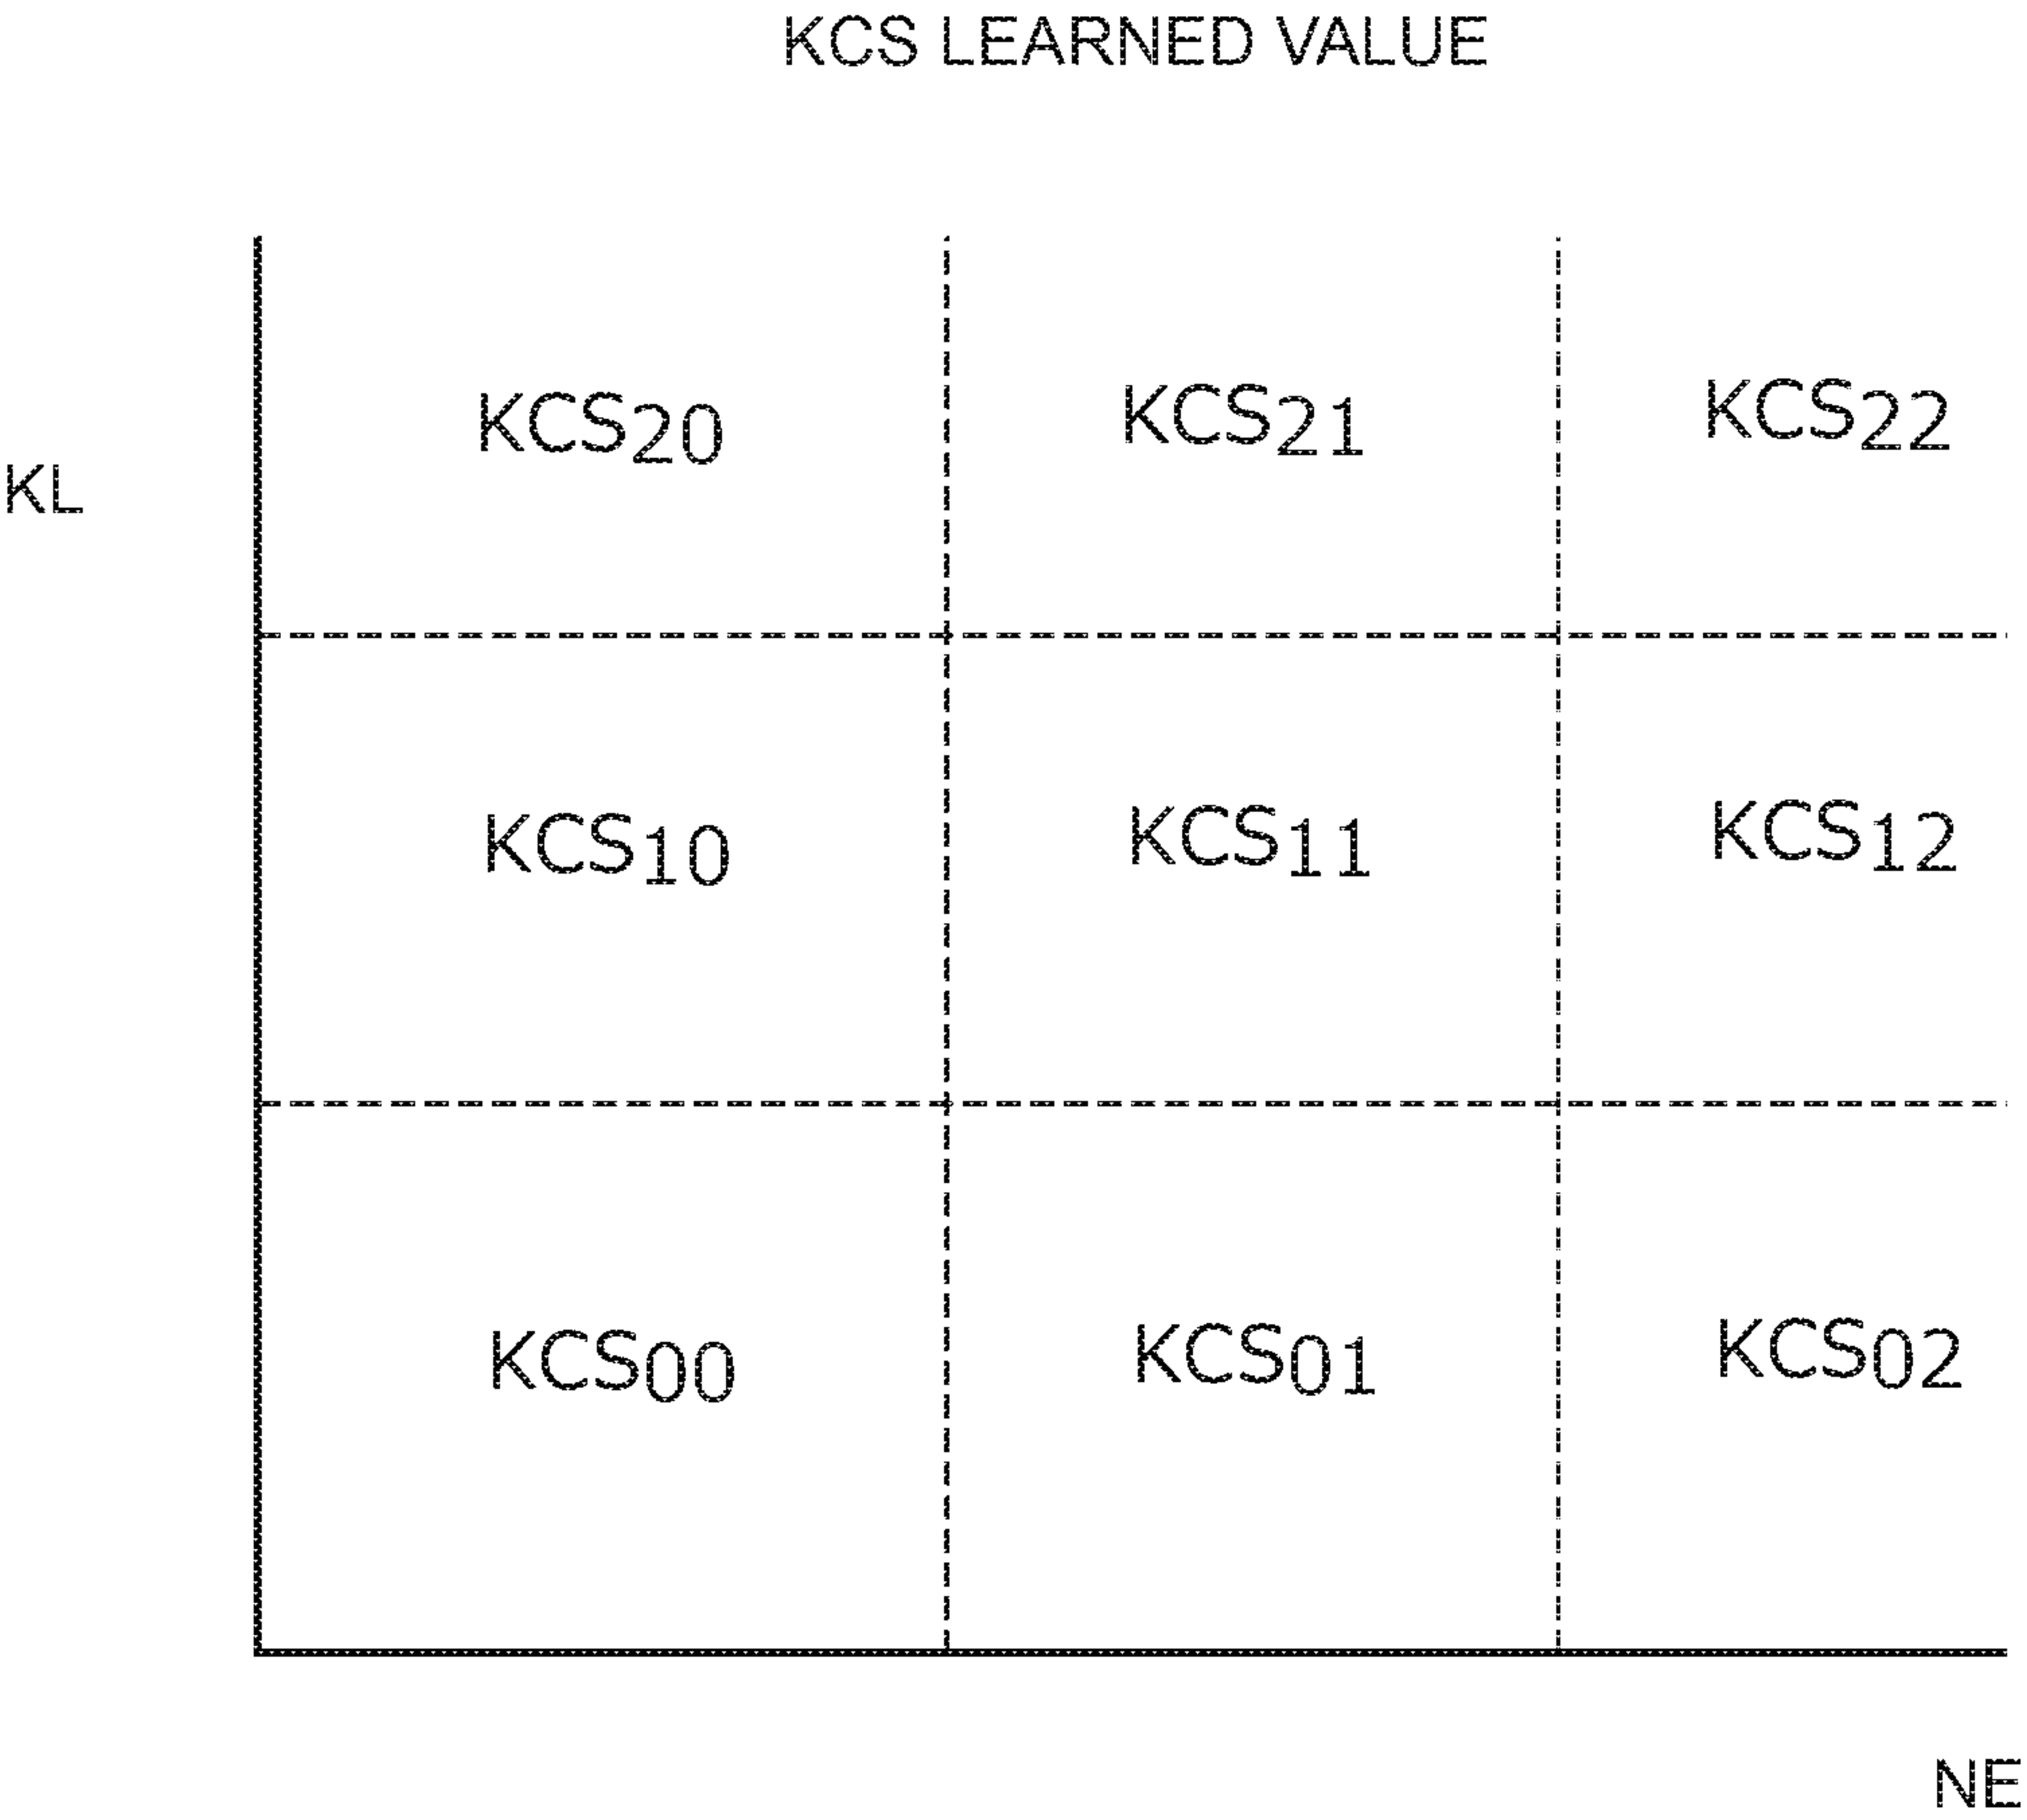 KCS LEARNED VALUE
KCS20 KCS21 KCS22
KL
KCS10 KCS11 KCS12
KCS00 KCS01 KCS02
NE